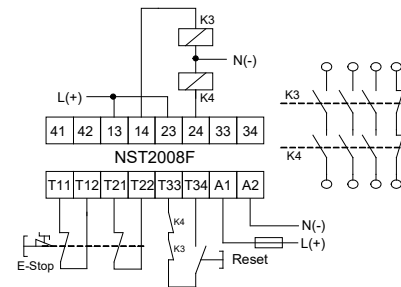 K3
N(-)
K4
L(+)
41 42 13 14 23 24 33 34
NST2008F
T11 T12 T21 T22 T33 T34 A1 A2
K3
K4
K4
K3
N(-)
L(+)
E-Stop
Reset